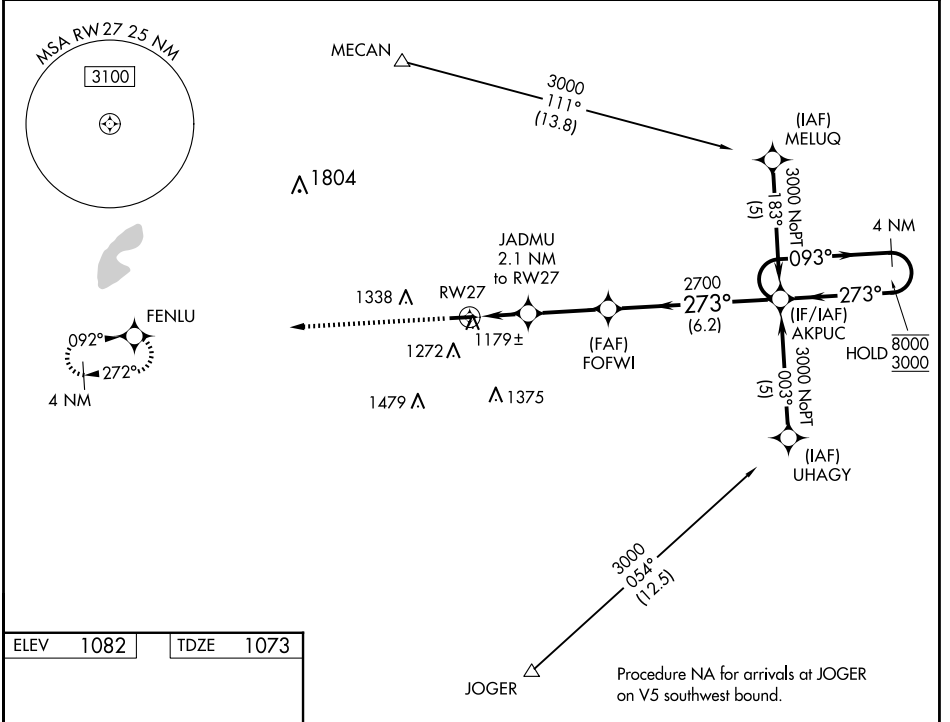 MSA RW27 25 NM
3100
MECAN
3000
111°
(13.8)
(IAF)
MELUQ
3000 NoPT
183°
(5)
1804
4 NM
093°
JADMU
2.1 NM
to RW27
2700
273°
(6.2)
273°
1338
RW27
(IF/IAF)
AKPUC
FENLU
092°
272°
4 NM
1272
1179±
(FAF)
FOFWI
HOLD
8000
3000
3000 NoPT
003°
(5)
1479
1375
(IAF)
UHAGY
3000
054°
(12.5)
ELEV 1082
TDZE 1073
JOGER
Procedure NA for arrivals at JOGER
on V5 southwest bound.